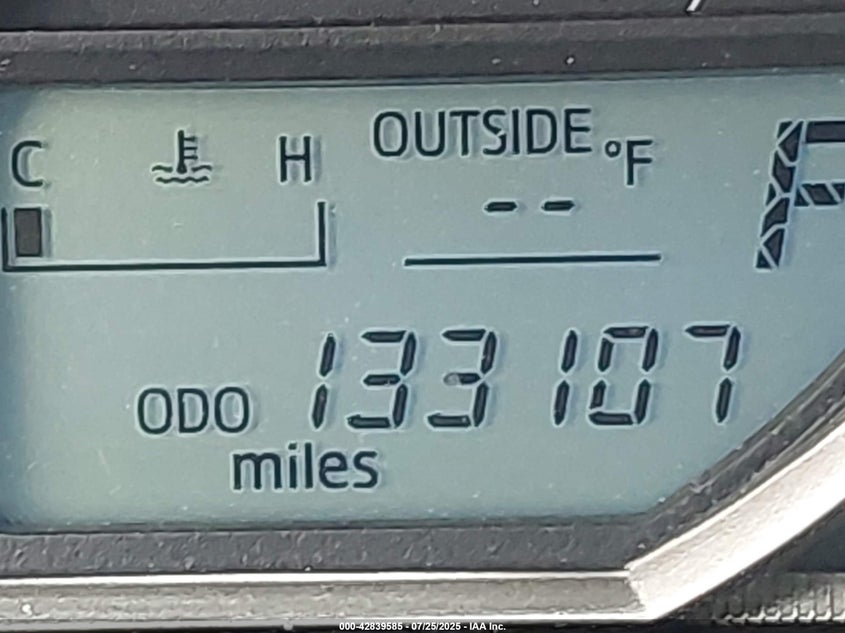 C H OUTSIDE °F P
--
ODO 133107
miles
000-42839585 - 07/25/2025 - IAA Inc.